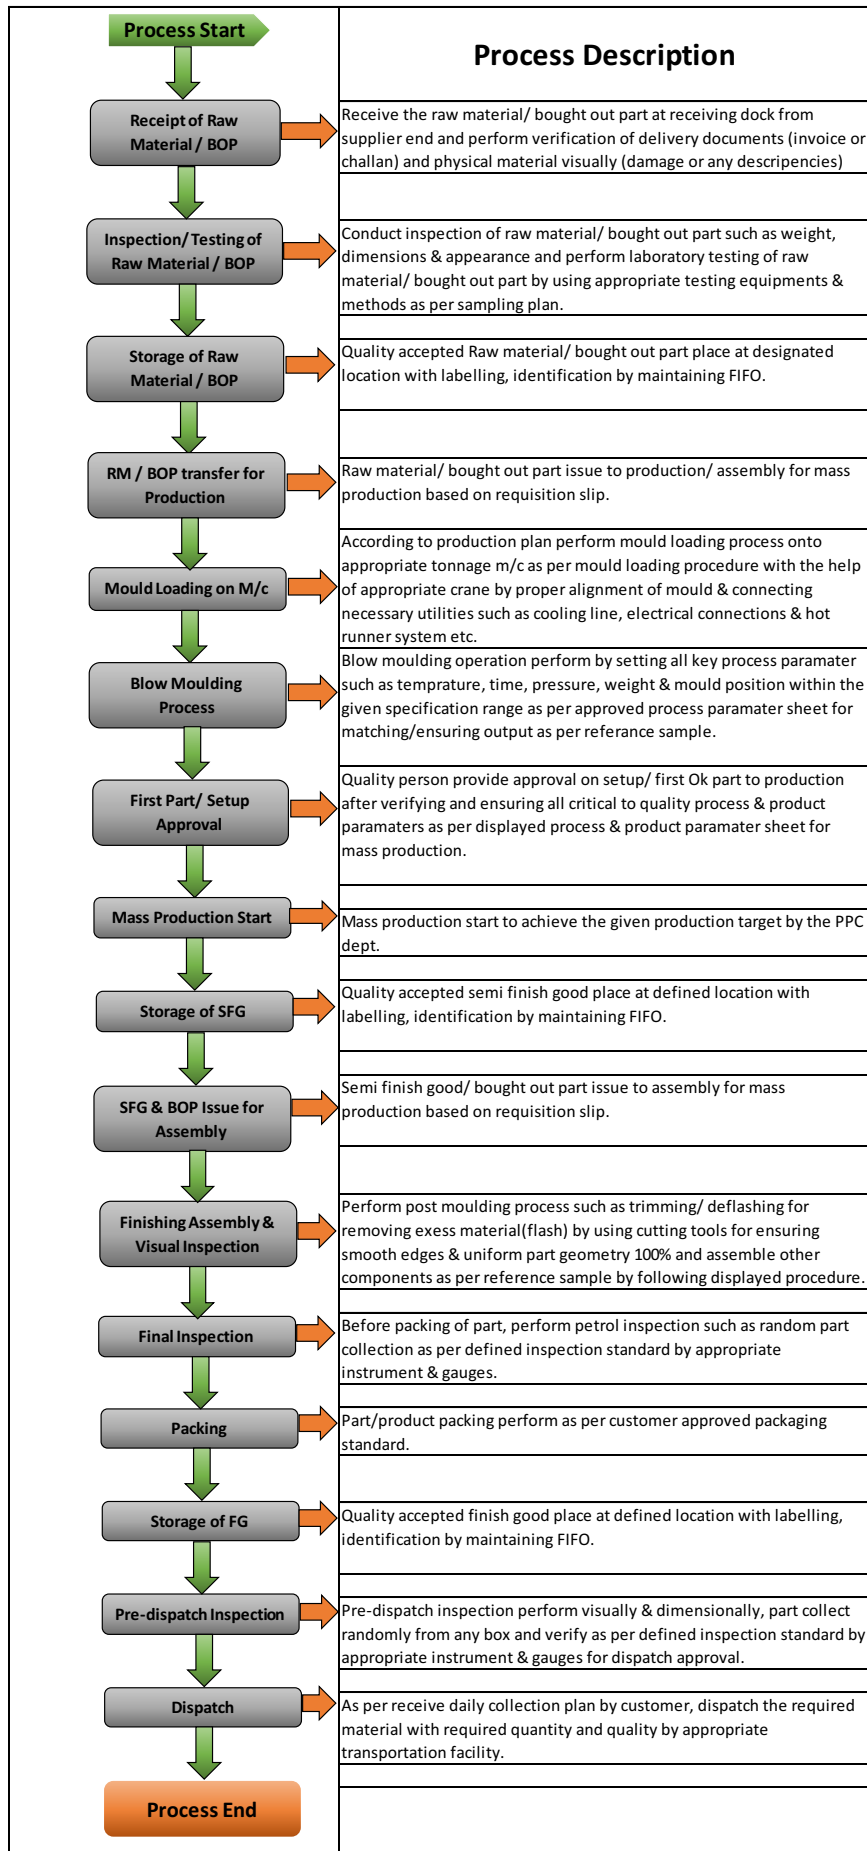 Process Start
Process Description
Receipt of Raw
Material / BOP
Receive the raw material/ bought out part at receiving dock from
supplier end and perform verification of delivery documents (invoice or
challan) and physical material visually (damage or any descripencies)
Inspection/ Testing of
Raw Material / BOP
Conduct inspection of raw material/ bought out part such as weight,
dimensions & appearance and perform laboratory testing of raw
material/ bought out part by using appropriate testing equipments &
methods as per sampling plan.
Storage of Raw
Material / BOP
Quality accepted Raw material/ bought out part place at designated
location with labelling, identification by maintaining FIFO.
RM / BOP transfer for
Production
Raw material/ bought out part issue to production/ assembly for mass
production based on requisition slip.
Mould Loading on M/c
According to production plan perform mould loading process onto
appropriate tonnage m/c as per mould loading procedure with the help
of appropriate crane by proper alignment of mould & connecting
necessary utilities such as cooling line, electrical connections & hot
runner system etc.
Blow Moulding
Process
Blow moulding operation perform by setting all key process paramater
such as temprature, time, pressure, weight & mould position within the
given specification range as per approved process paramater sheet for
matching/ensuring output as per referance sample.
First Part/ Setup
Approval
Quality person provide approval on setup/ first Ok part to production
after verifying and ensuring all critical to quality process & product
paramaters as per displayed process & product paramater sheet for
mass production.
Mass Production Start
Mass production start to achieve the given production target by the PPC
dept.
Storage of SFG
Quality accepted semi finish good place at defined location with
labelling, identification by maintaining FIFO.
SFG & BOP Issue for
Assembly
Semi finish good/ bought out part issue to assembly for mass
production based on requisition slip.
Finishing Assembly &
Visual Inspection
Perform post moulding process such as trimming/ deflashing for
removing exess material(flash) by using cutting tools for ensuring
smooth edges & uniform part geometry 100% and assemble other
components as per reference sample by following displayed procedure.
Final Inspection
Before packing of part, perform petrol inspection such as random part
collection as per defined inspection standard by appropriate
instrument & gauges.
Packing
Part/product packing perform as per customer approved packaging
standard.
Storage of FG
Quality accepted finish good place at defined location with labelling,
identification by maintaining FIFO.
Pre-dispatch Inspection
Pre-dispatch inspection perform visually & dimensionally, part collect
randomly from any box and verify as per defined inspection standard by
appropriate instrument & gauges for dispatch approval.
Dispatch
As per receive daily collection plan by customer, dispatch the required
material with required quantity and quality by appropriate
transportation facility.
Process End